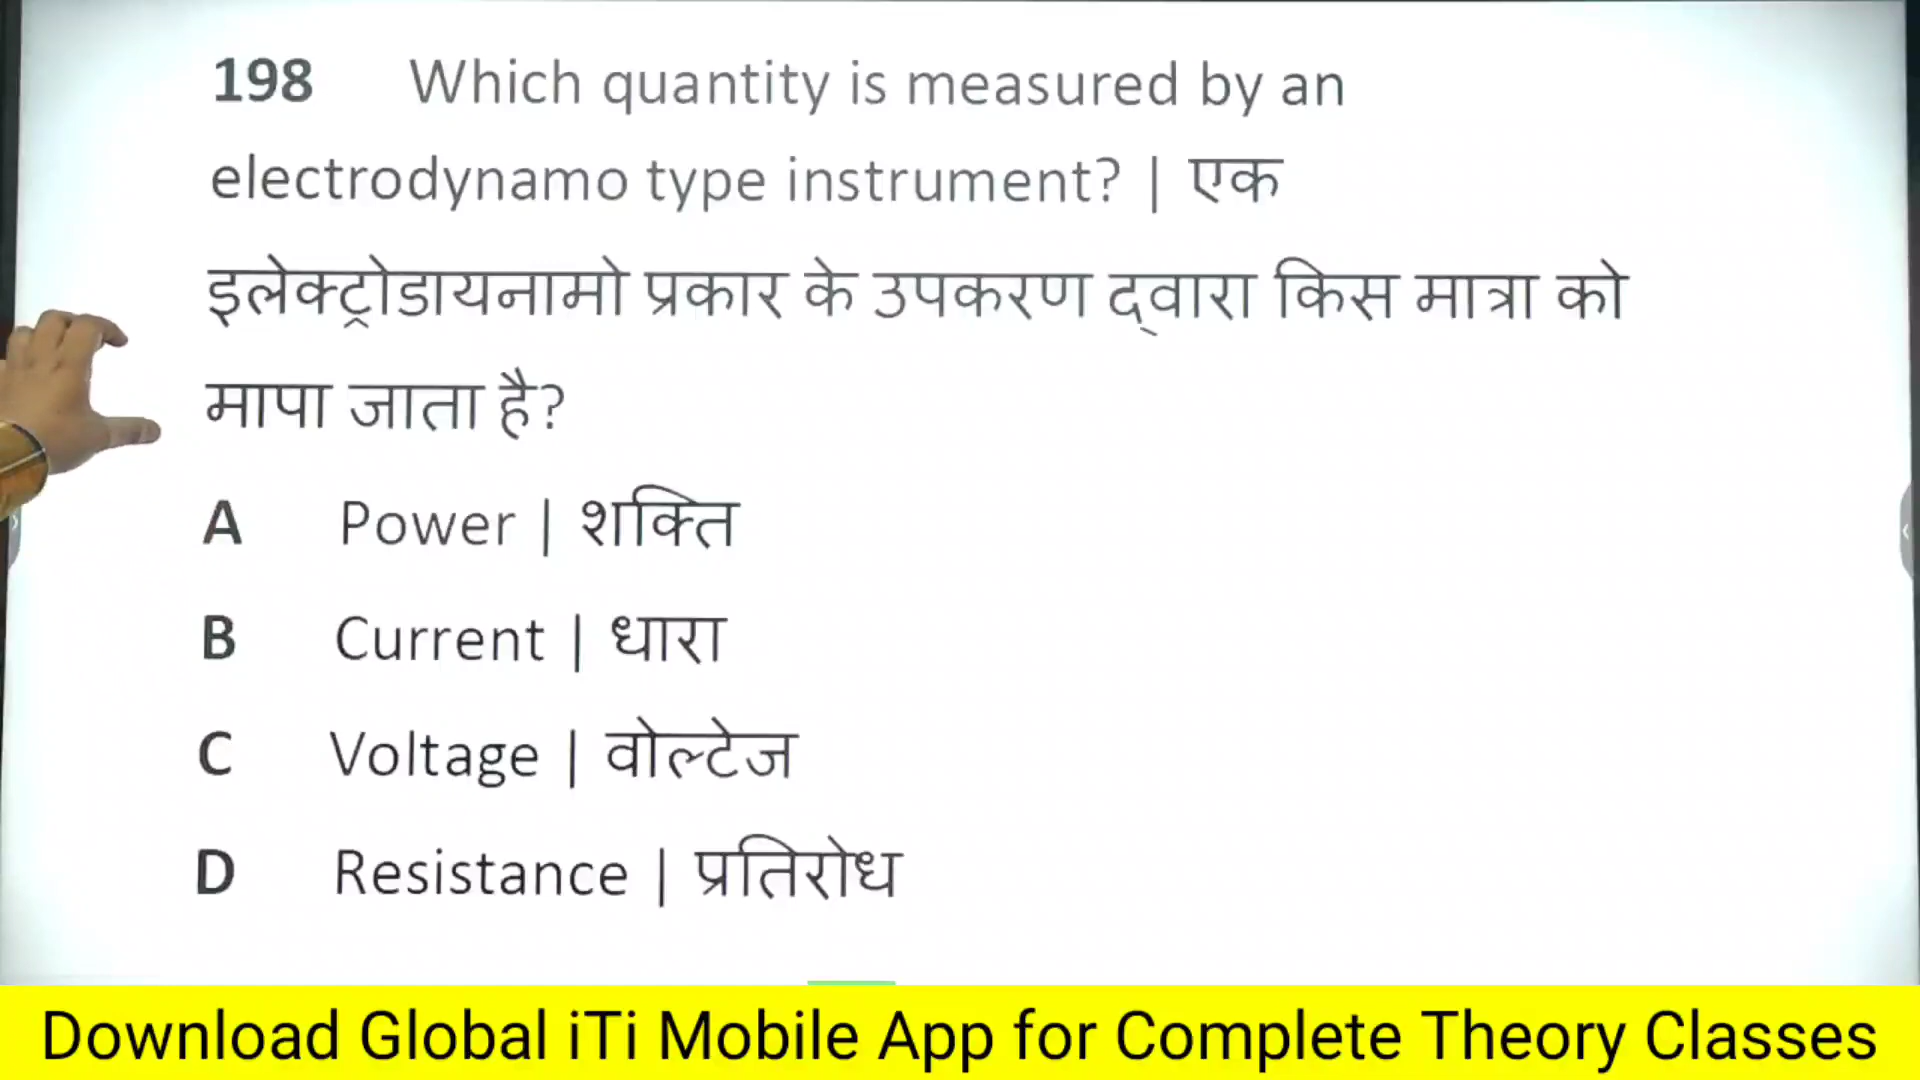 198 Which quantity is measured by an
electrodynamo type instrument? | एक
इलेक्ट्रोडायनामो प्रकार के उपकरण द्वारा किस मात्रा को
मापा जाता है?
A Power | शक्ति
B Current | धारा
C Voltage | वोल्टेज
D Resistance | प्रतिरोध
Download Global iTi Mobile App for Complete Theory Classes